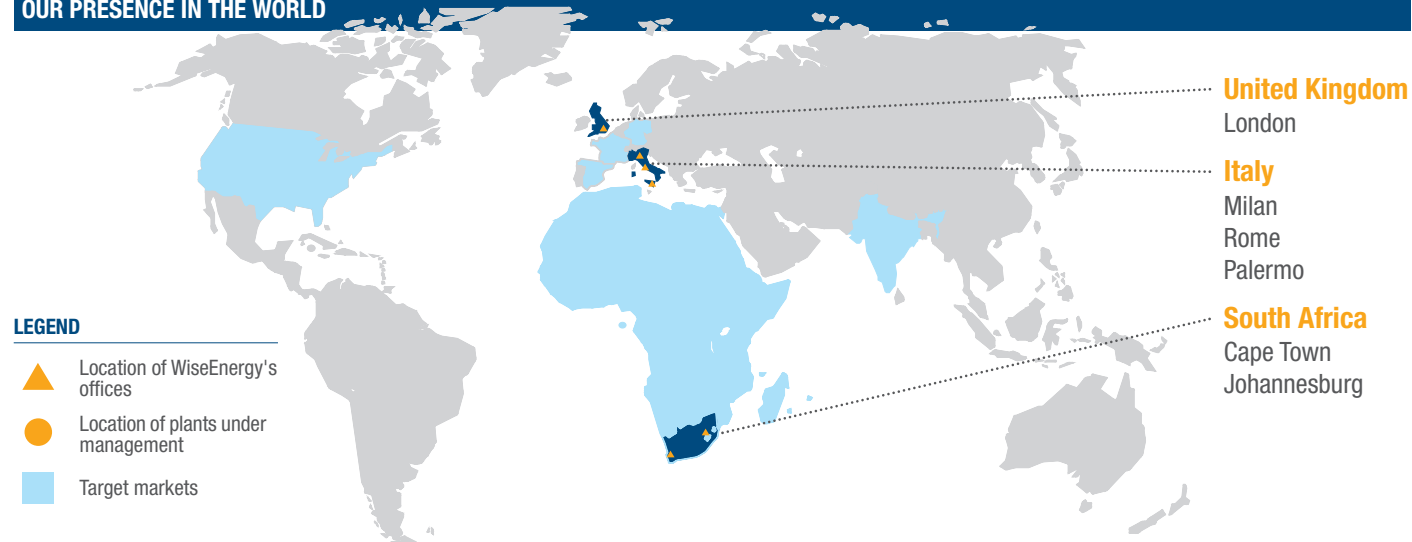 OUR PRESENCE IN THE WORLD
United Kingdom
London
Italy
Milan
Rome
Palermo
South Africa
Cape Town
Johannesburg
LEGEND
Location of WiseEnergy's
offices
Location of plants under
management
Target markets